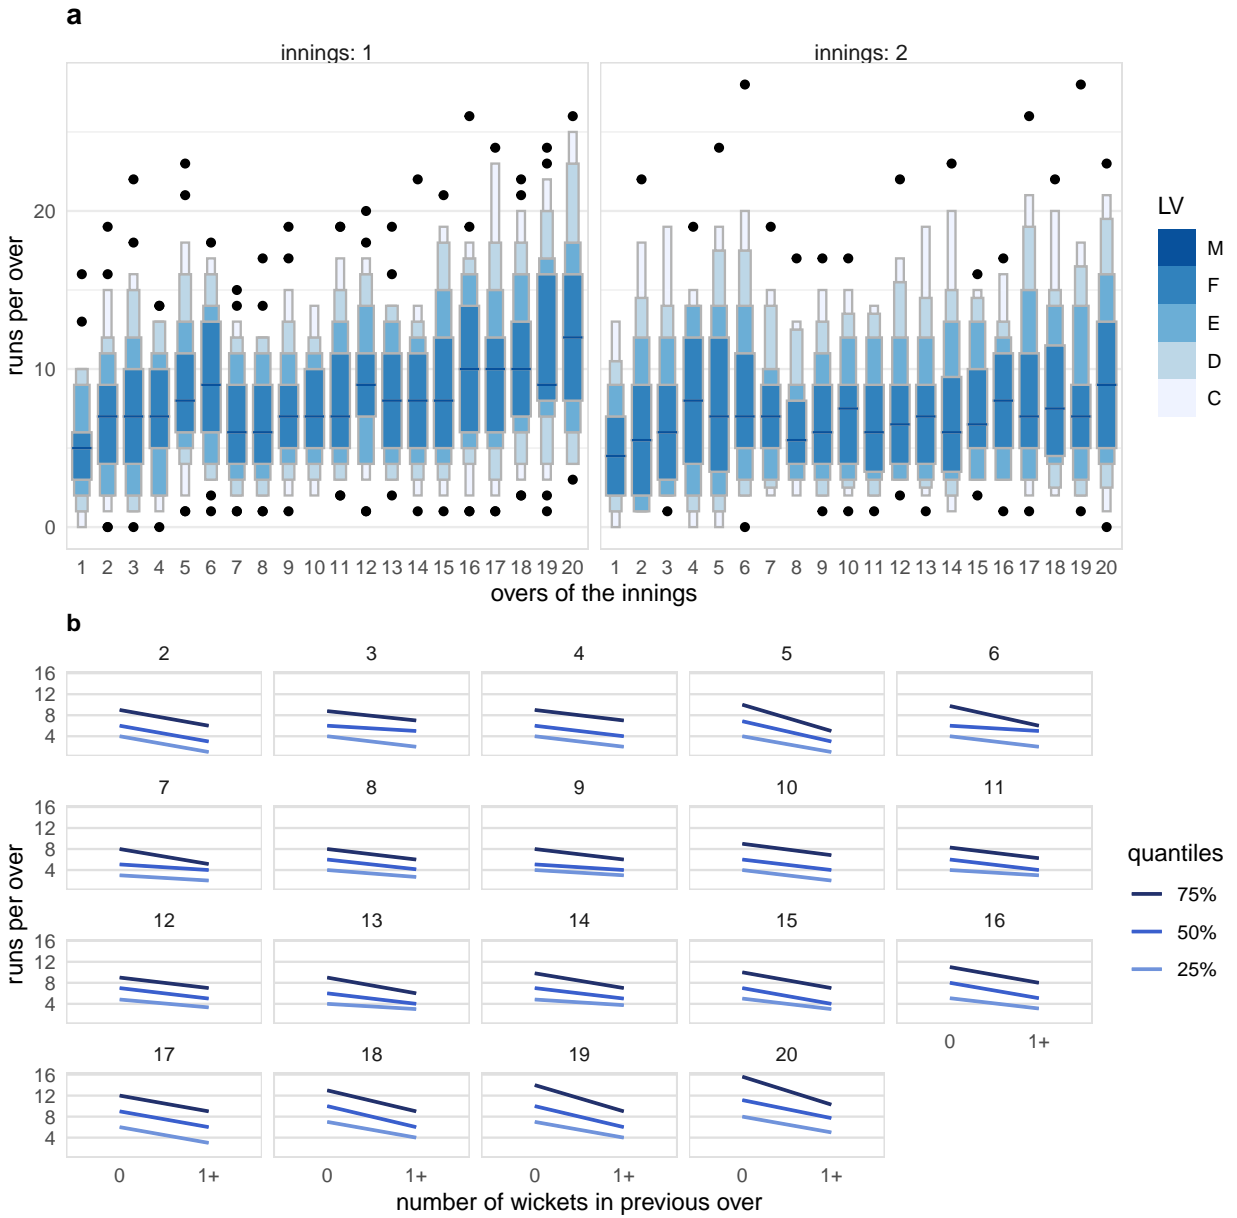 a
innings: 1 innings: 2
runs per over
20
10
0
1 2 3 4 5 6 7 8 9 10 11 12 13 14 15 16 17 18 19 20 1 2 3 4 5 6 7 8 9 10 11 12 13 14 15 16 17 18 19 20
overs of the innings
LV
M
F
E
D
C
b
runs per over
2 3 4 5 6
16
12
8
4
7 8 9 10 11
16
12
8
4
12 13 14 15 16
16
12
8
4
0 1+
17 18 19 20
16
12
8
4
0 1+ 0 1+ 0 1+ 0 1+
number of wickets in previous over
quantiles
75%
50%
25%